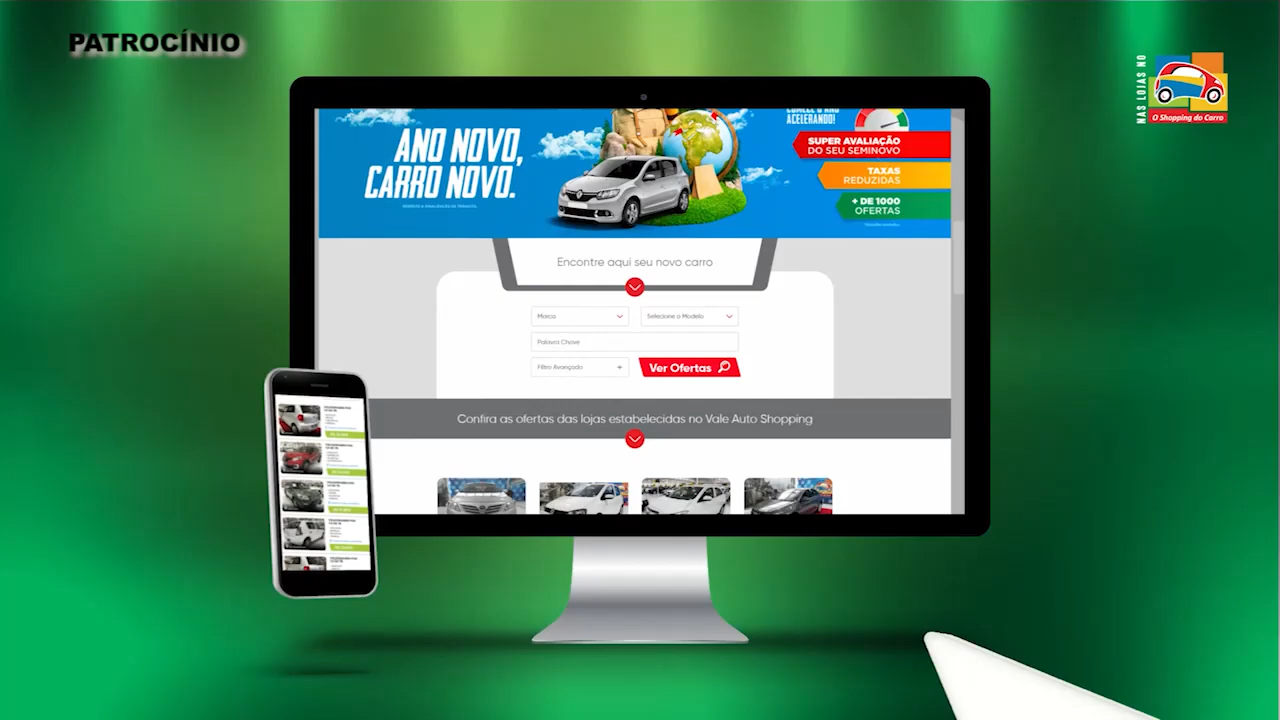 PATROCÍNIO
NAS LOJAS NO
O Shopping do Carro
ANO NOVO,
CARRO NOVO.
COMECE O ANO
ACELERANDO!
SUPER AVALIAÇÃO
DO SEU SEMINOVO
TAXAS
REDUZIDAS
+ DE 1000
OFERTAS
Encontre aqui seu novo carro
Marca
Selecione o Modelo
Palavra Chave
Filtro Avançado +
Ver Ofertas
Confira as ofertas das lojas estabelecidas no Vale Auto Shopping